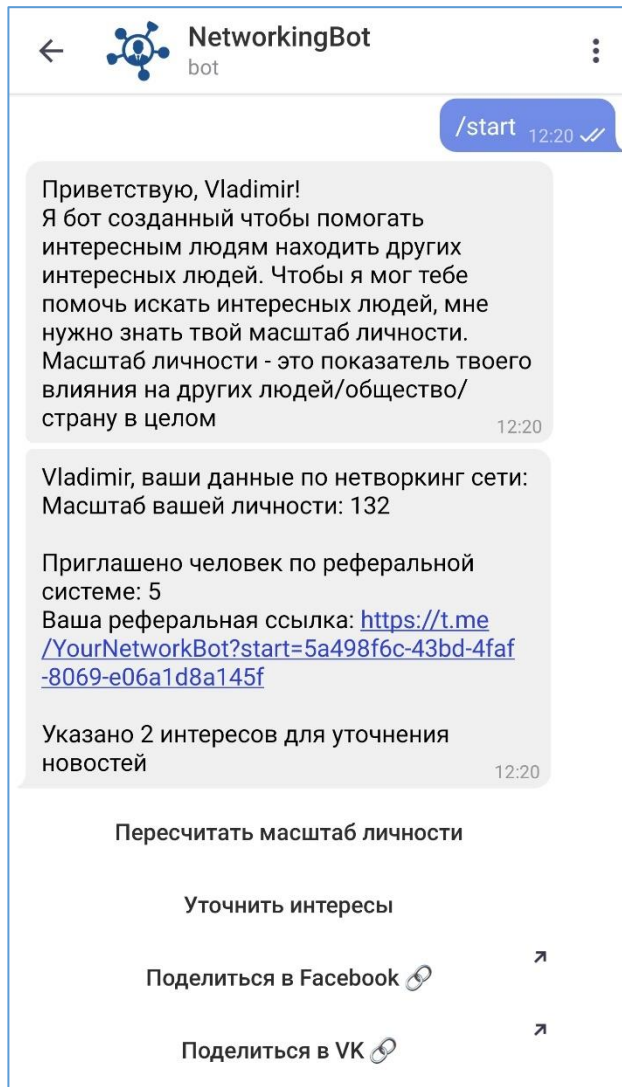 NetworkingBot
bot
/start 12:20
Приветствую, Vladimir!
Я бот созданный чтобы помогать
интересным людям находить других
интересных людей. Чтобы я мог тебе
помочь искать интересных людей, мне
нужно знать твой масштаб личности.
Масштаб личности - это показатель твоего
влияния на других людей/общество/
страну в целом
12:20
Vladimir, ваши данные по нетворкинг сети:
Масштаб вашей личности: 132
Приглашено человек по реферальной
системе: 5
Ваша реферальная ссылка: https://t.me
/YourNetworkBot?start=5a498f6c-43bd-4faf
-8069-e06a1d8a145f
Указано 2 интересов для уточнения
новостей
12:20
Пересчитать масштаб личности
Уточнить интересы
Поделиться в Facebook
Поделиться в VK